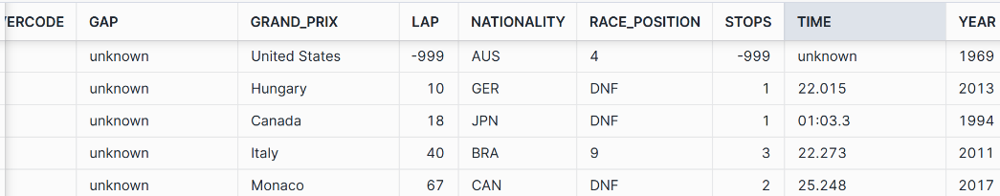 ERCODE GAP GRAND_PRIX LAP NATIONALITY RACE_POSITION STOPS TIME YEAR
unknown United States -999 AUS 4 -999 unknown 1969
unknown Hungary 10 GER DNF 1 22.015 2013
unknown Canada 18 JPN DNF 1 01:03.3 1994
unknown Italy 40 BRA 9 3 22.273 2011
unknown Monaco 67 CAN DNF 2 25.248 2017